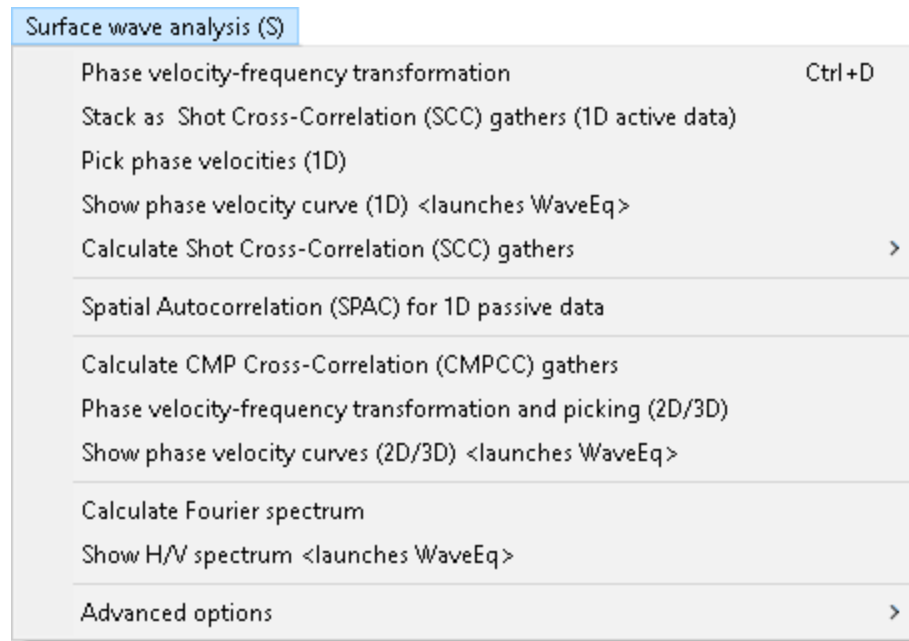 Surface wave analysis (S)
Phase velocity-frequency transformation Ctrl+D
Stack as  Shot Cross-Correlation (SCC) gathers (1D active data)
Pick phase velocities (1D)
Show phase velocity curve (1D) <launches WaveEq>
Calculate Shot Cross-Correlation (SCC) gathers >
Spatial Autocorrelation (SPAC) for 1D passive data
Calculate CMP Cross-Correlation (CMPCC) gathers
Phase velocity-frequency transformation and picking (2D/3D)
Show phase velocity curves (2D/3D) <launches WaveEq>
Calculate Fourier spectrum
Show H/V spectrum <launches WaveEq>
Advanced options >